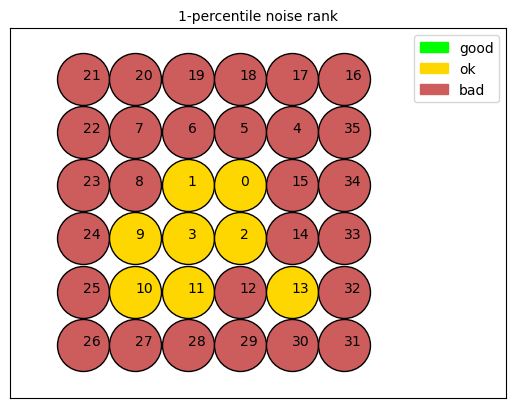 1-percentile noise rank
good
ok
bad
21 20 19 18 17 16
22 7 6 5 4 35
23 8 1 0 15 34
24 9 3 2 14 33
25 10 11 12 13 32
26 27 28 29 30 31